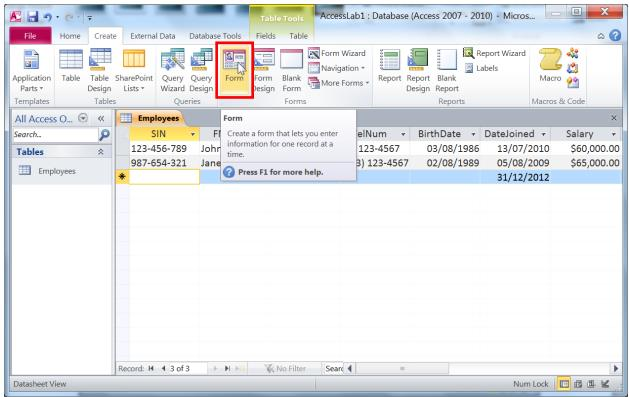 Table Tools
AccessLab1 : Database (Access 2007 - 2010) - Micros...
File Home Create External Data Database Tools Fields Table
Application Parts
Table
Table Design
SharePoint Lists
Query Wizard
Query Design
Form
Form Design
Blank Form
Form Wizard
Navigation
More Forms
Report
Report Design
Blank Report
Report Wizard
Labels
Macro
Templates Tables Queries Forms Reports Macros & Code
All Access O... «
Search...
Tables
Employees
Employees
SIN elNum BirthDate DateJoined Salary
123-456-789 John 123-4567 03/08/1986 13/07/2010 $60,000.00
987-654-321 Jane 3) 123-4567 02/08/1989 05/08/2009 $65,000.00
31/12/2012
Form
Create a form that lets you enter
information for one record at a
time.
Press F1 for more help.
Record: 3 of 3 No Filter Searc
Datasheet View Num Lock